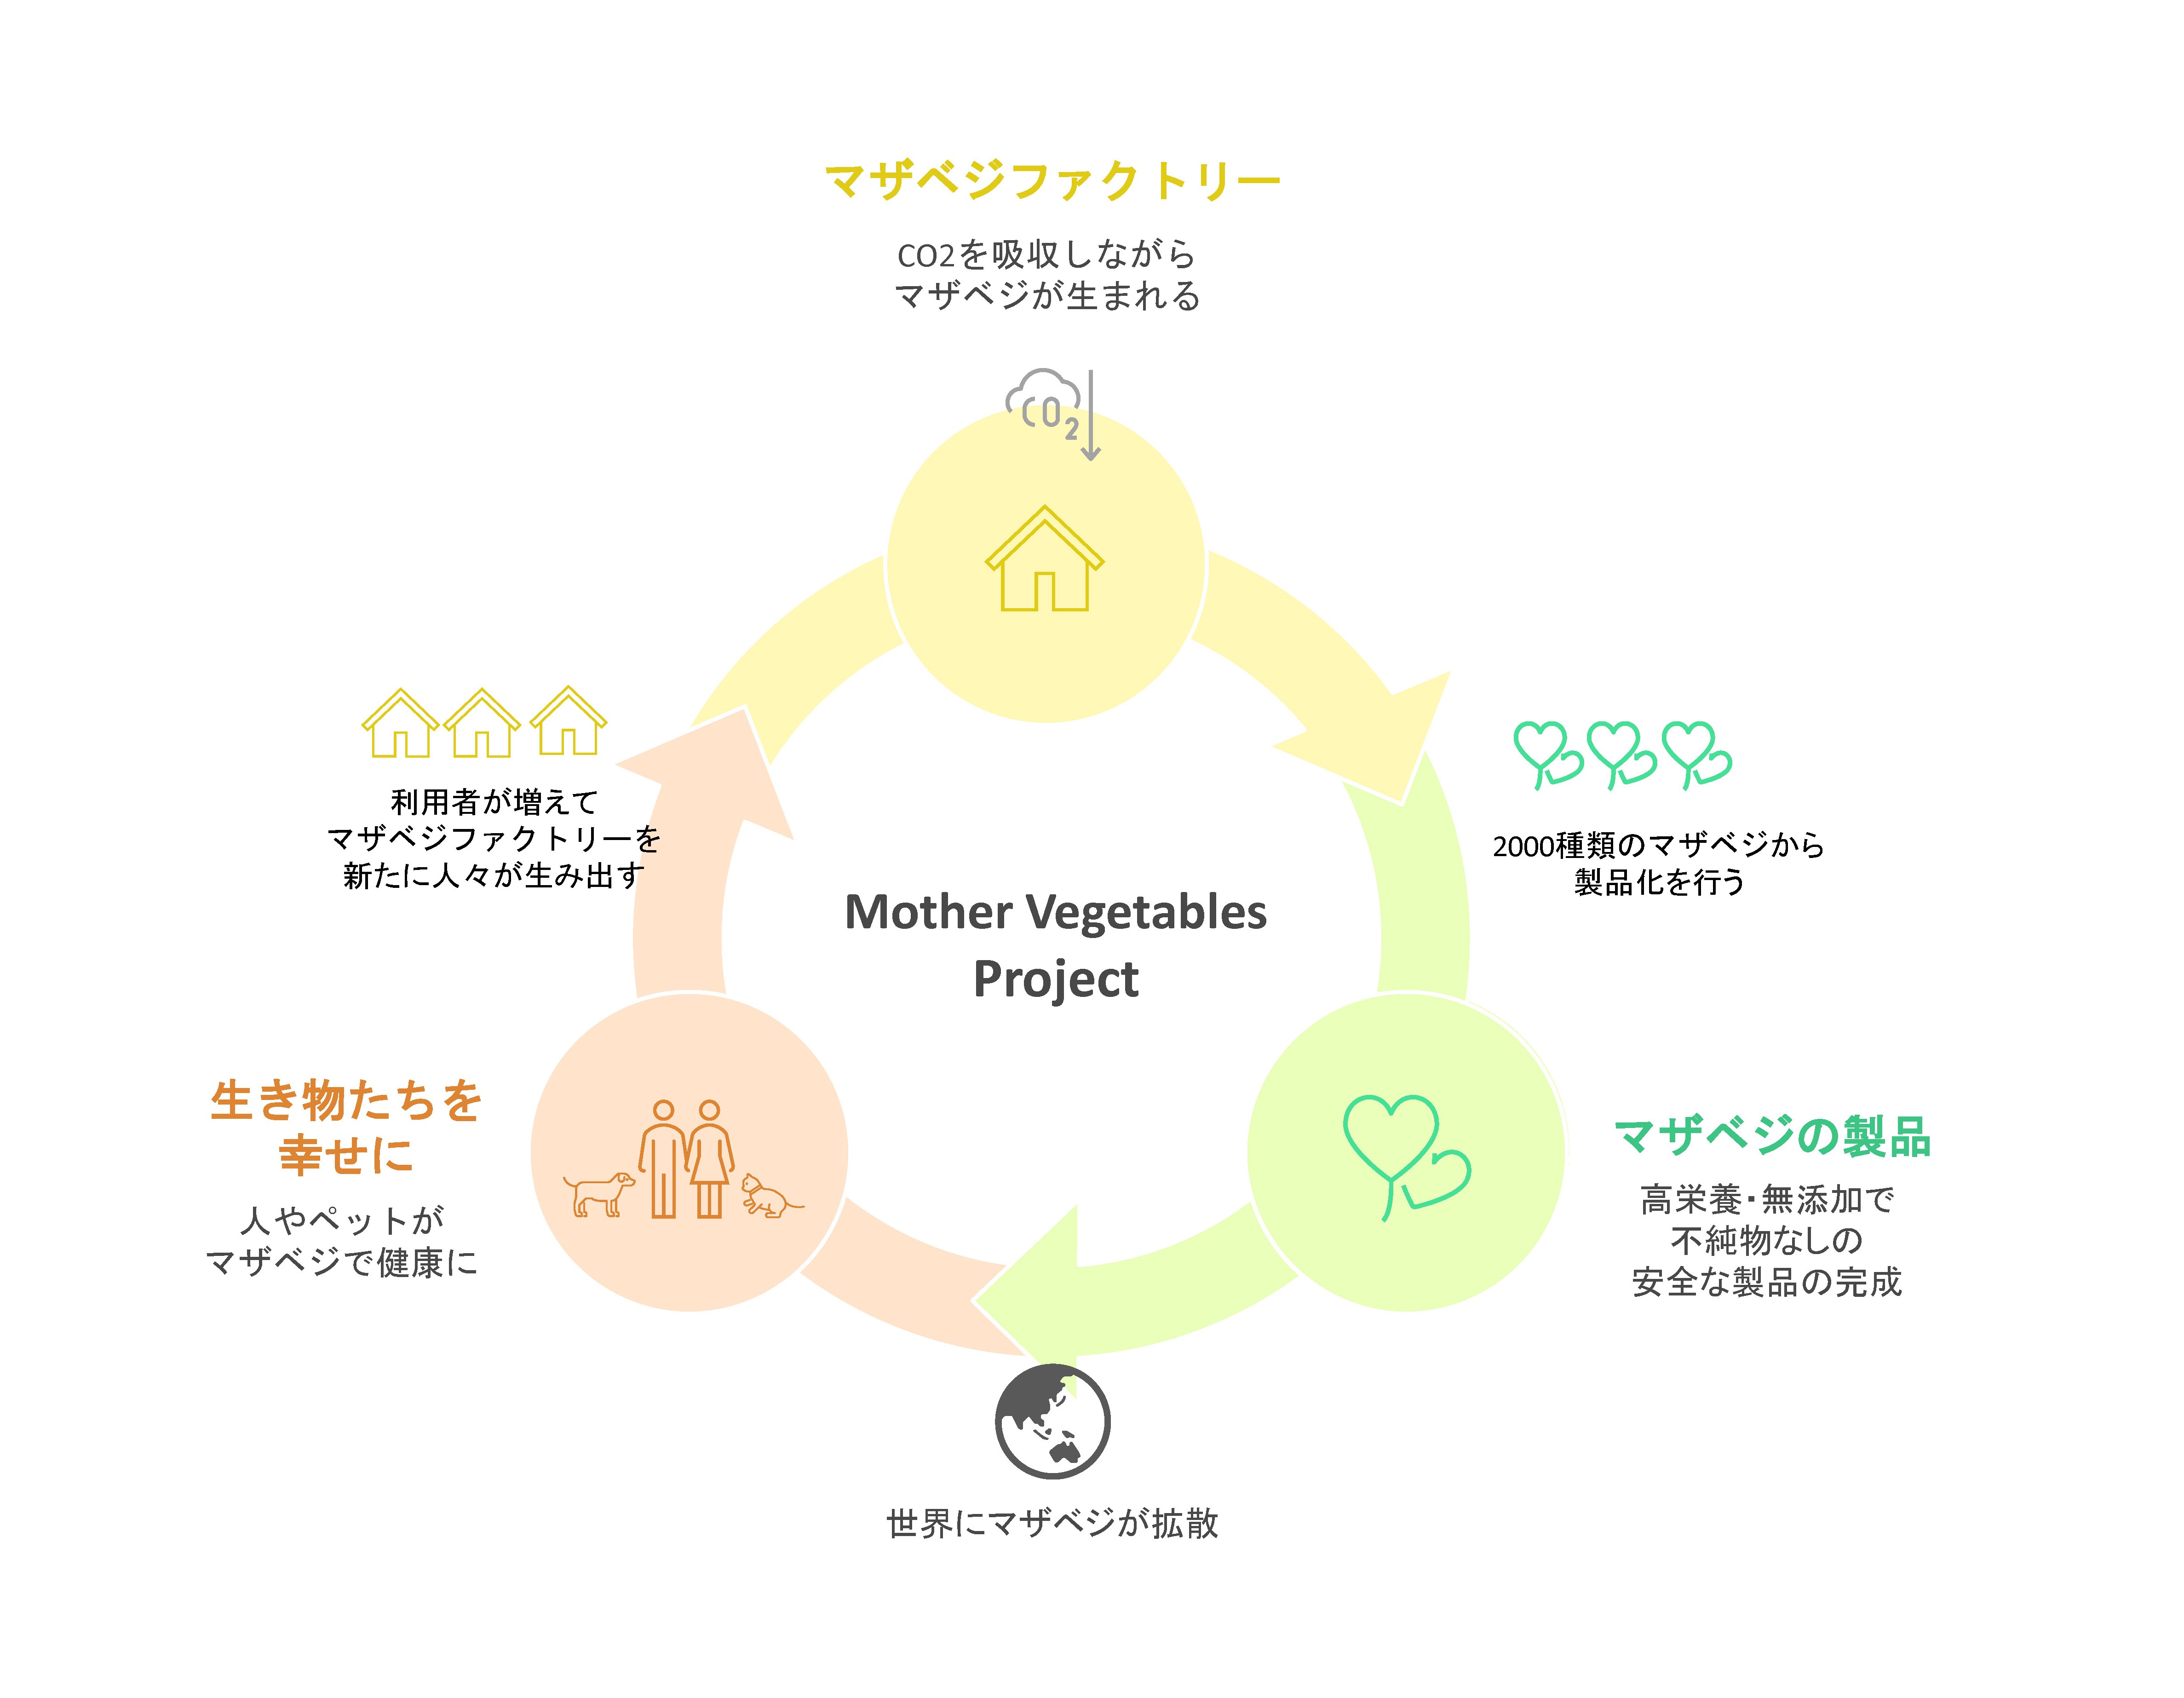 マザベジファクトリー
CO2を吸収しながら
マザベジが生まれる
CO2
利用者が増えて
マザベジファクトリーを
新たに人々が生み出す
2000種類のマザベジから
製品化を行う
Mother Vegetables
Project
生き物たちを
幸せに
人やペットが
マザベジで健康に
マザベジの製品
高栄養・無添加で
不純物なしの
安全な製品の完成
世界にマザベジが拡散